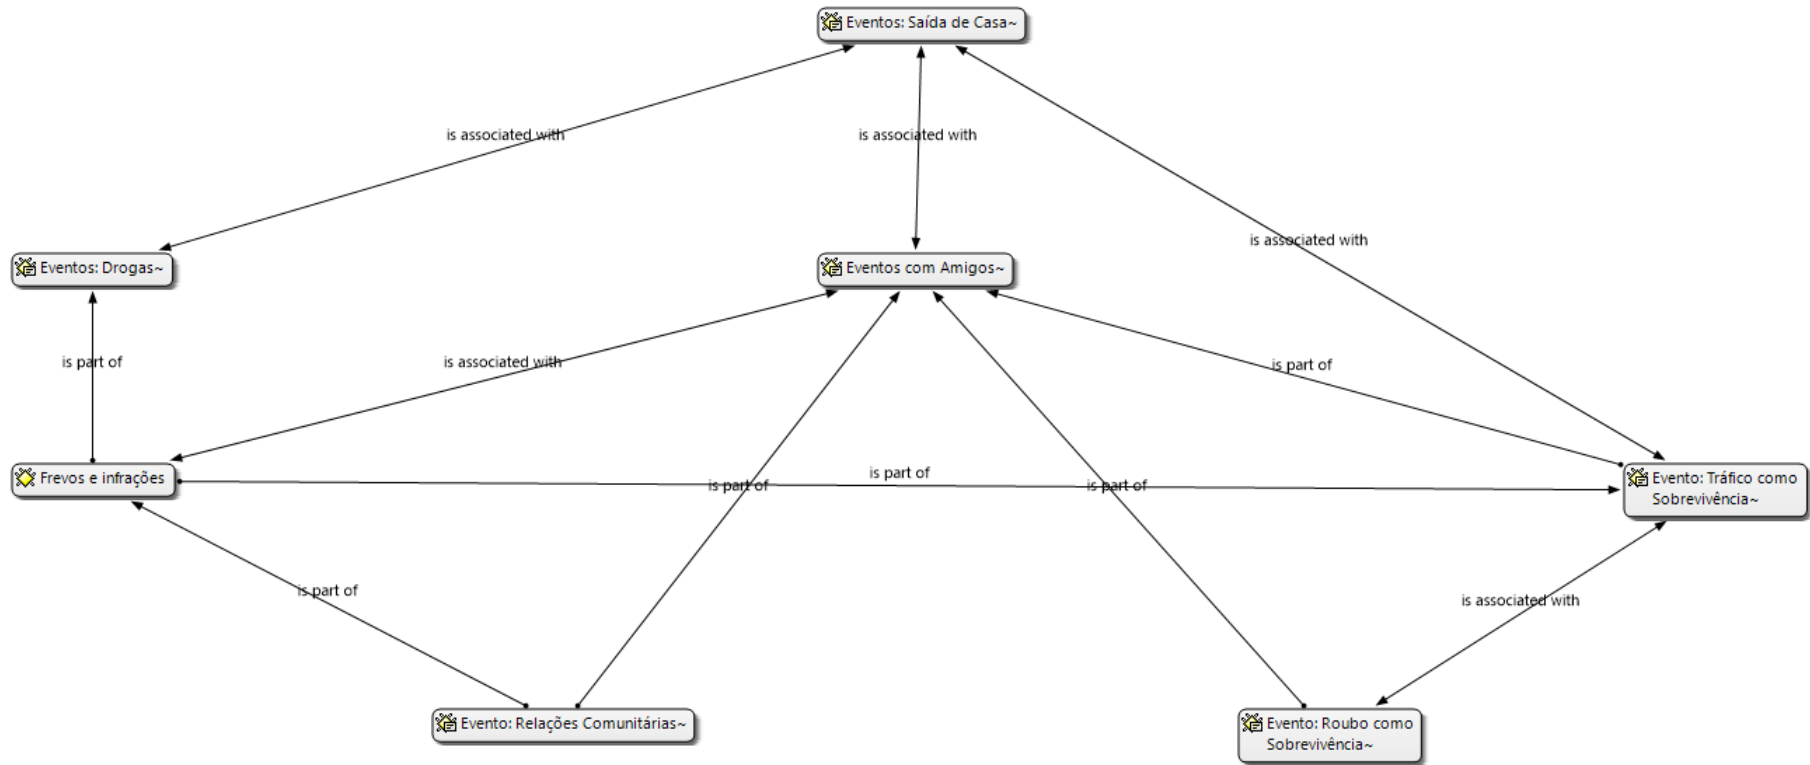 Eventos: Saída de Casa~
is associated with
is associated with
is associated with
Eventos: Drogas~
Eventos com Amigos~
is part of
is associated with
is part of
Frevos e infrações
is part of
is part of
is part of
Evento: Tráfico como
Sobrevivência~
is part of
is associated with
Evento: Relações Comunitárias~
Evento: Roubo como
Sobrevivência~